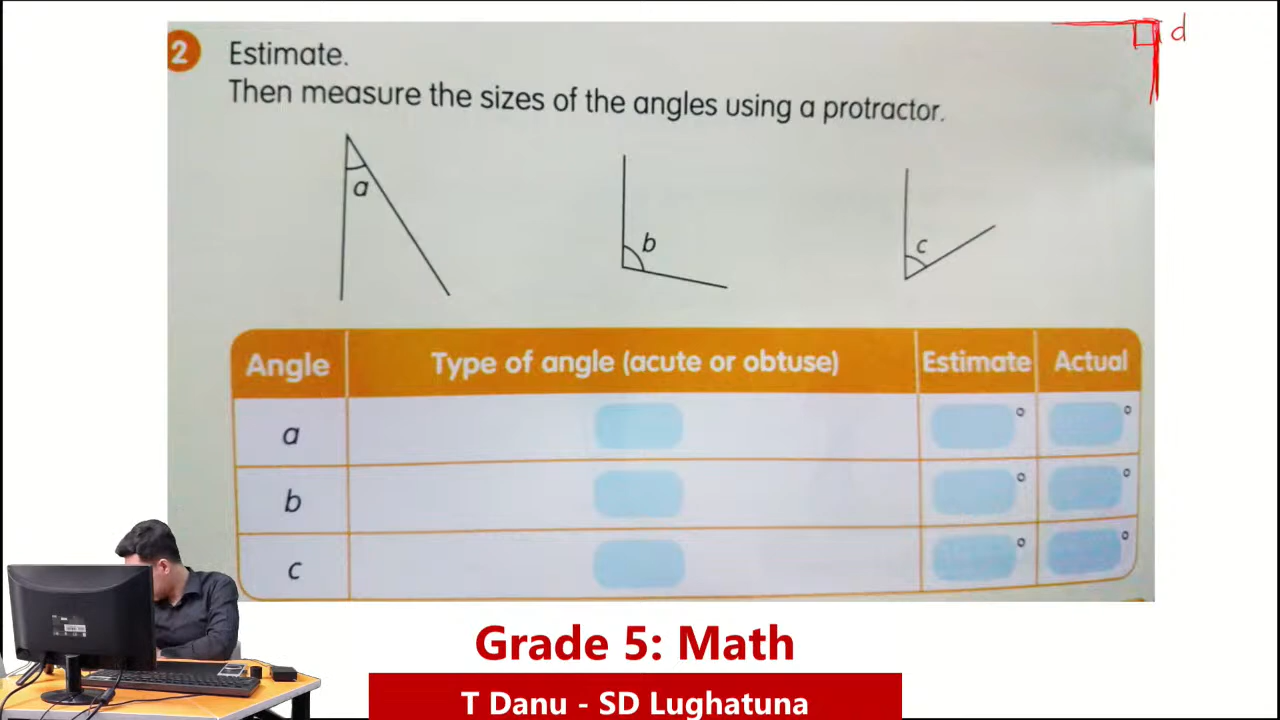 2 Estimate.
Then measure the sizes of the angles using a protractor.
d
a
b
c
Angle Type of angle (acute or obtuse) Estimate Actual
a ° °
b ° °
c ° °
Grade 5: Math
T Danu - SD Lughatuna